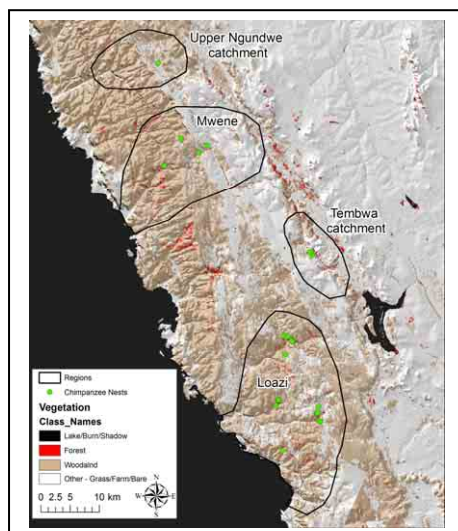 Upper Ngundwe
catchment
Mwene
Tembwa
catchment
Loazi
Regions
Chimpanzee Nests
Vegetation
Class_Names
Lake/Burn/Shadow
Forest
Woodalnd
Other - Grass/Farm/Bare
0 2.5 5 10 km
N
W E
S